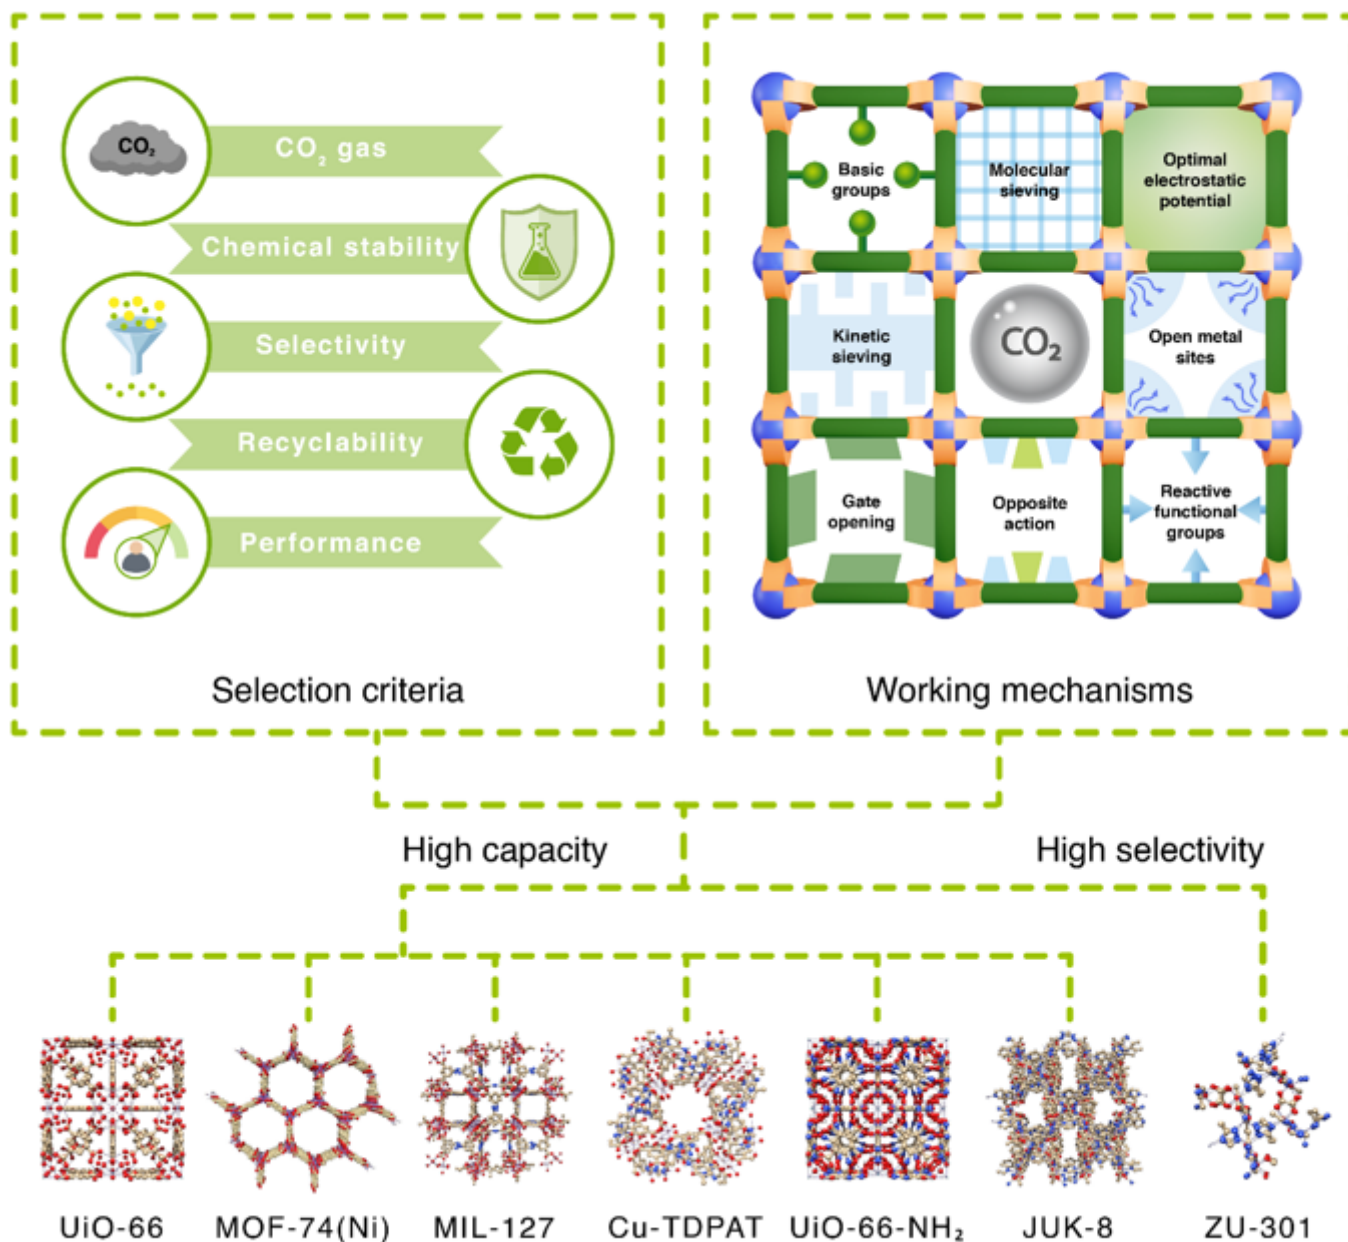 CO₂
CO₂ gas
Chemical stability
Selectivity
Recyclability
Performance
Selection criteria
Basic
groups
Molecular
sieving
Optimal
electrostatic
potential
Kinetic
sieving
CO₂
Open metal
sites
Gate
opening
Opposite
action
Reactive
functional
groups
Working mechanisms
High capacity
High selectivity
UiO-66
MOF-74(Ni)
MIL-127
Cu-TDPAT
UiO-66-NH₂
JUK-8
ZU-301